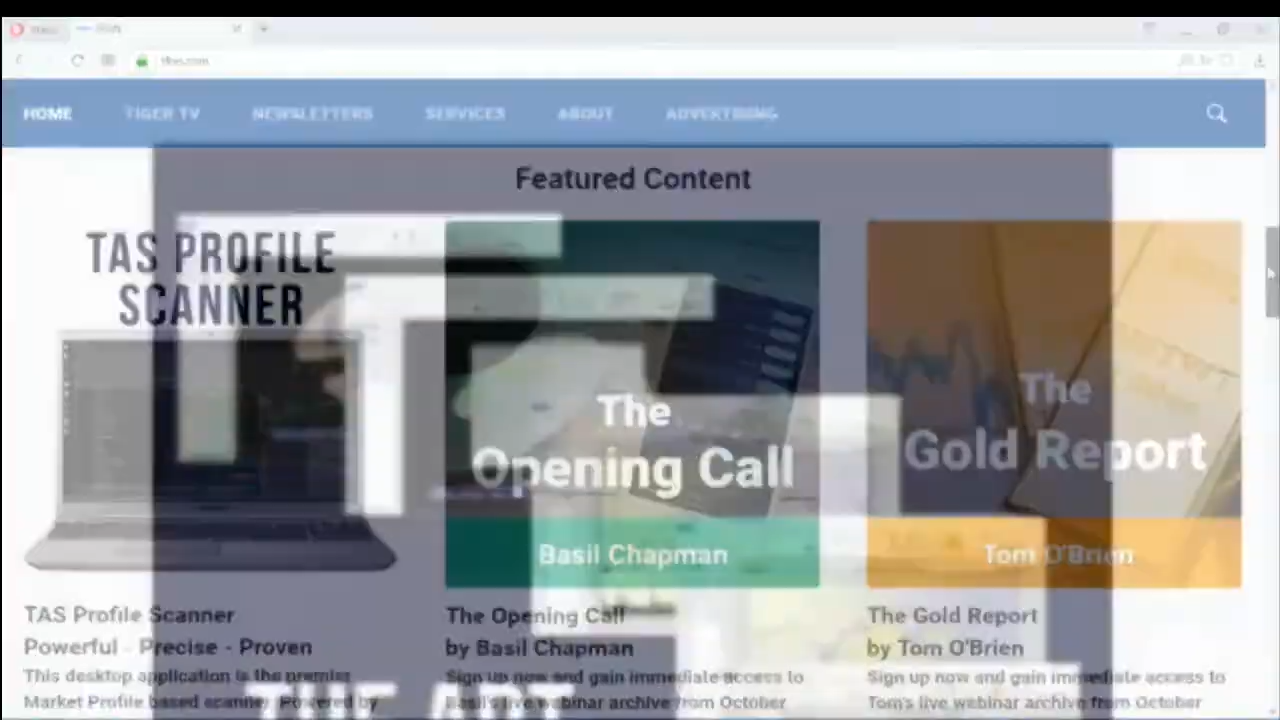 HOME TIGER TV NEWSLETTERS SERVICES ABOUT ADVERTISING
Featured Content
TAS PROFILE
SCANNER
The
Opening Call
Basil Chapman
The
Gold Report
Tom O'Brien
TAS Profile Scanner
Powerful - Precise - Proven
This desktop application is the premier
Market Profile based scanner. Powered by
The Opening Call
by Basil Chapman
Sign up now and gain immediate access to
Basil's live webinar archive from October
The Gold Report
by Tom O'Brien
Sign up now and gain immediate access to
Tom's live webinar archive from October
THE ART